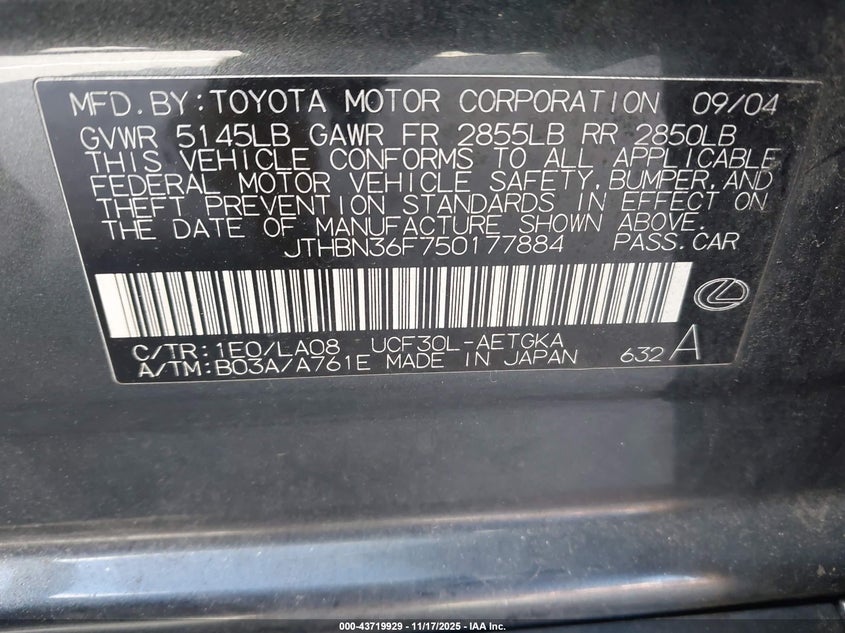 MFD. BY: TOYOTA MOTOR CORPORATION 09/04
GVWR 5145LB GAWR FR 2855LB RR 2850LB
THIS VEHICLE CONFORMS TO ALL APPLICABLE
FEDERAL MOTOR VEHICLE SAFETY, BUMPER, AND
THEFT PREVENTION STANDARDS IN EFFECT ON
THE DATE OF MANUFACTURE SHOWN ABOVE.
JTHBN36F750177884 PASS. CAR
C/TR: 1E0/LA08 UCF30L-AETGKA
A/TM: B03A/A761E MADE IN JAPAN 632 A
000-43719929 - 11/17/2025 - IAA Inc.